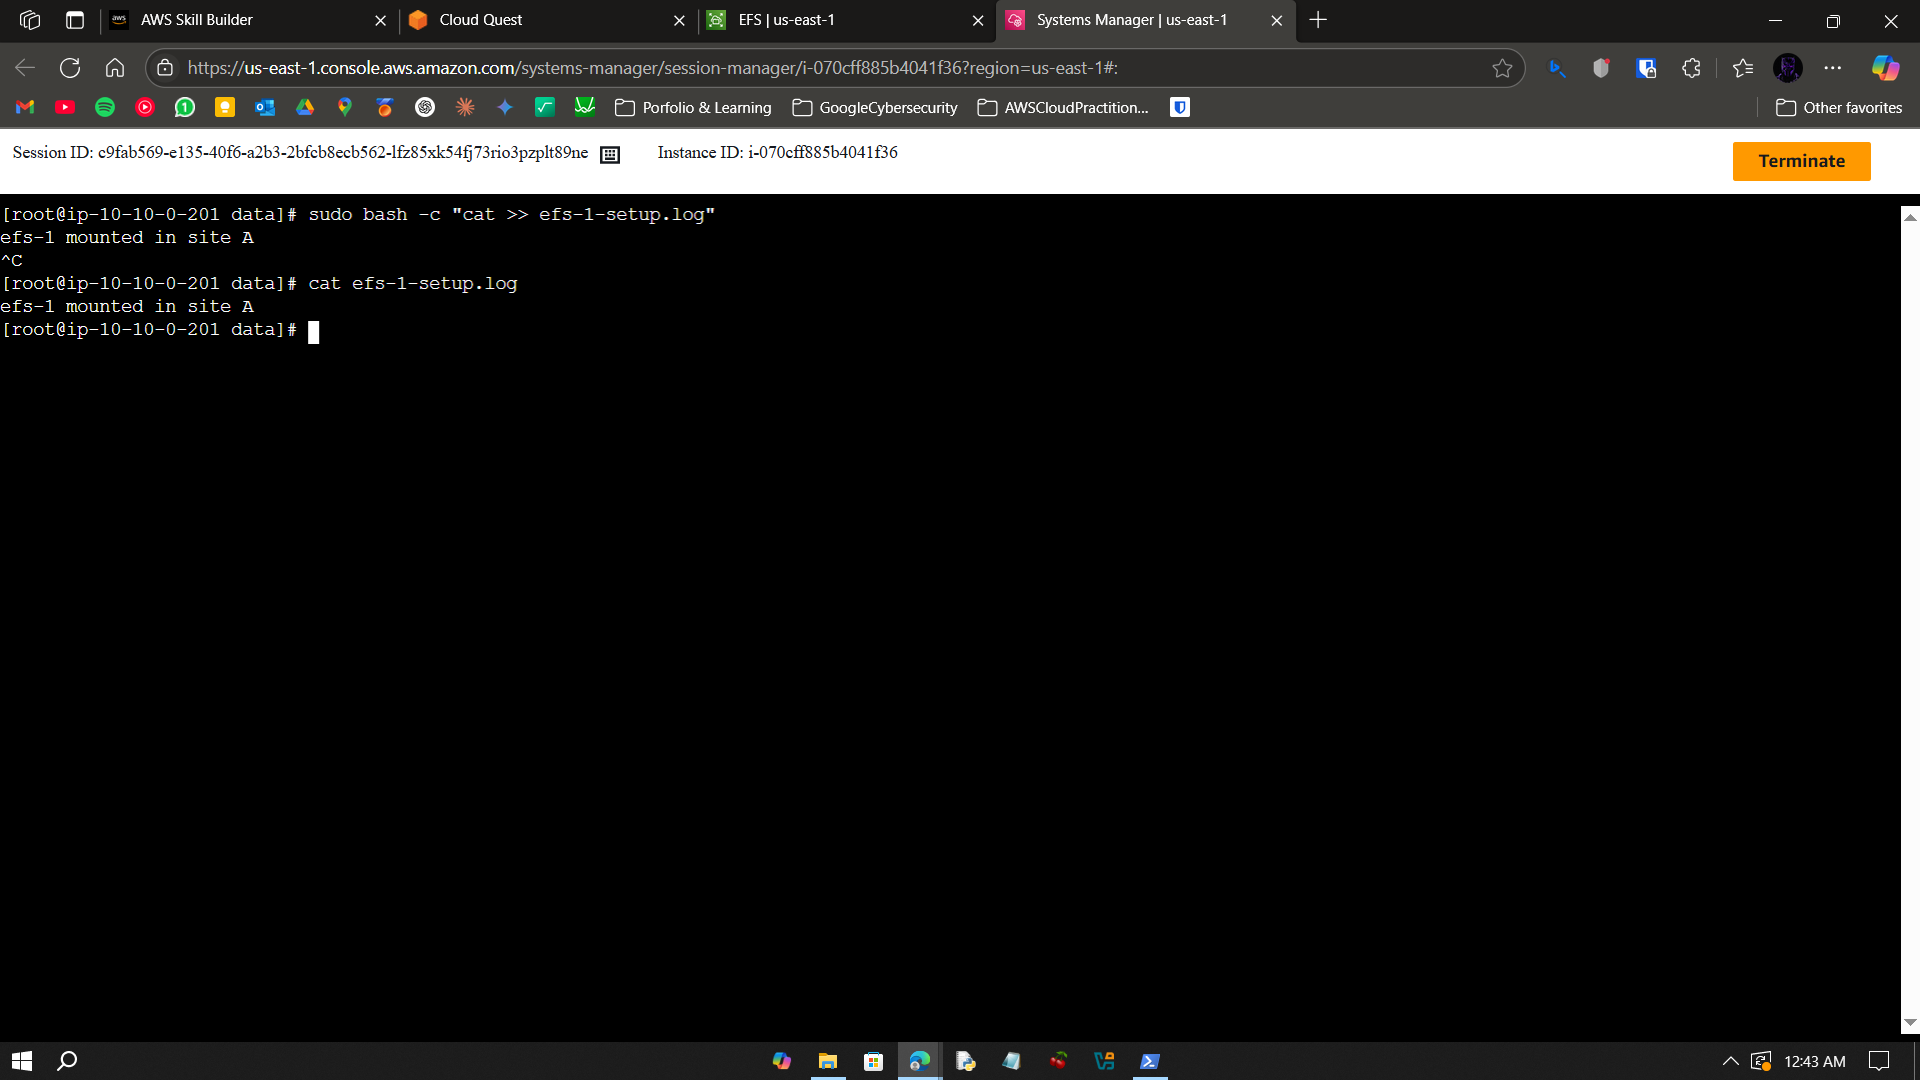 AWS Skill Builder
Cloud Quest
EFS | us-east-1
Systems Manager | us-east-1
https://us-east-1.console.aws.amazon.com/systems-manager/session-manager/i-070cff885b4041f36?region=us-east-1#:
Porfolio & Learning
GoogleCybersecurity
AWSCloudPractition...
Other favorites
Session ID: c9fab569-e135-40f6-a2b3-2bfcb8ecb562-lfz85xk54fj73rio3pzplt89ne
Instance ID: i-070cff885b4041f36
Terminate
[root@ip-10-10-0-201 data]# sudo bash -c "cat >> efs-1-setup.log"
efs-1 mounted in site A
^C
[root@ip-10-10-0-201 data]# cat efs-1-setup.log
efs-1 mounted in site A
[root@ip-10-10-0-201 data]#
12:43 AM